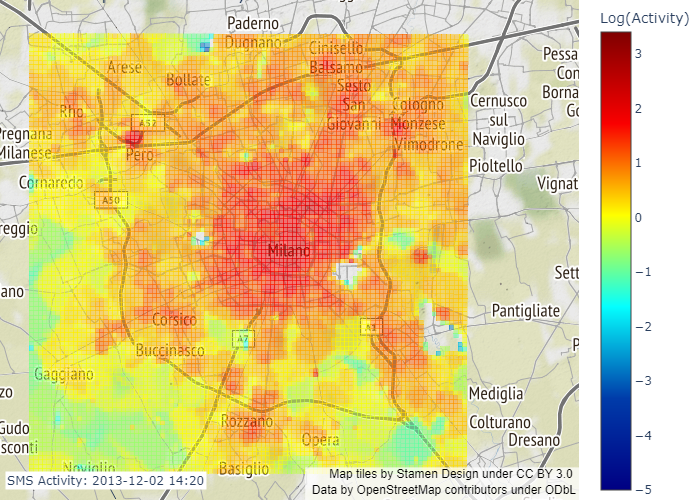 Paderno
Dugnano
Cinisello
Balsamo
Arese
Bollate
Sesto
San
Giovanni
Cologno
Monzese
Vimodrone
Rho
A52
Pero
Pregnana
Milanese
Cornaredo
A50
Cernusco
sul
Naviglio
Pioltello
Pessa
Con
Borna
Go
Vignat
reggio
Milano
ano
Sett
Pantigliate
Corsico
A7
Buccinasco
Gaggiano
Mediglia
Colturano
Dresano
Rozzano
Opera
Gudo
sconti
Noviglio
Basiglio
zo
P
SMS Activity: 2013-12-02 14:20
Map tiles by Stamen Design under CC BY 3.0
Data by OpenStreetMap contributors under ODbL
Log(Activity)
3
2
1
0
−1
−2
−3
−4
−5